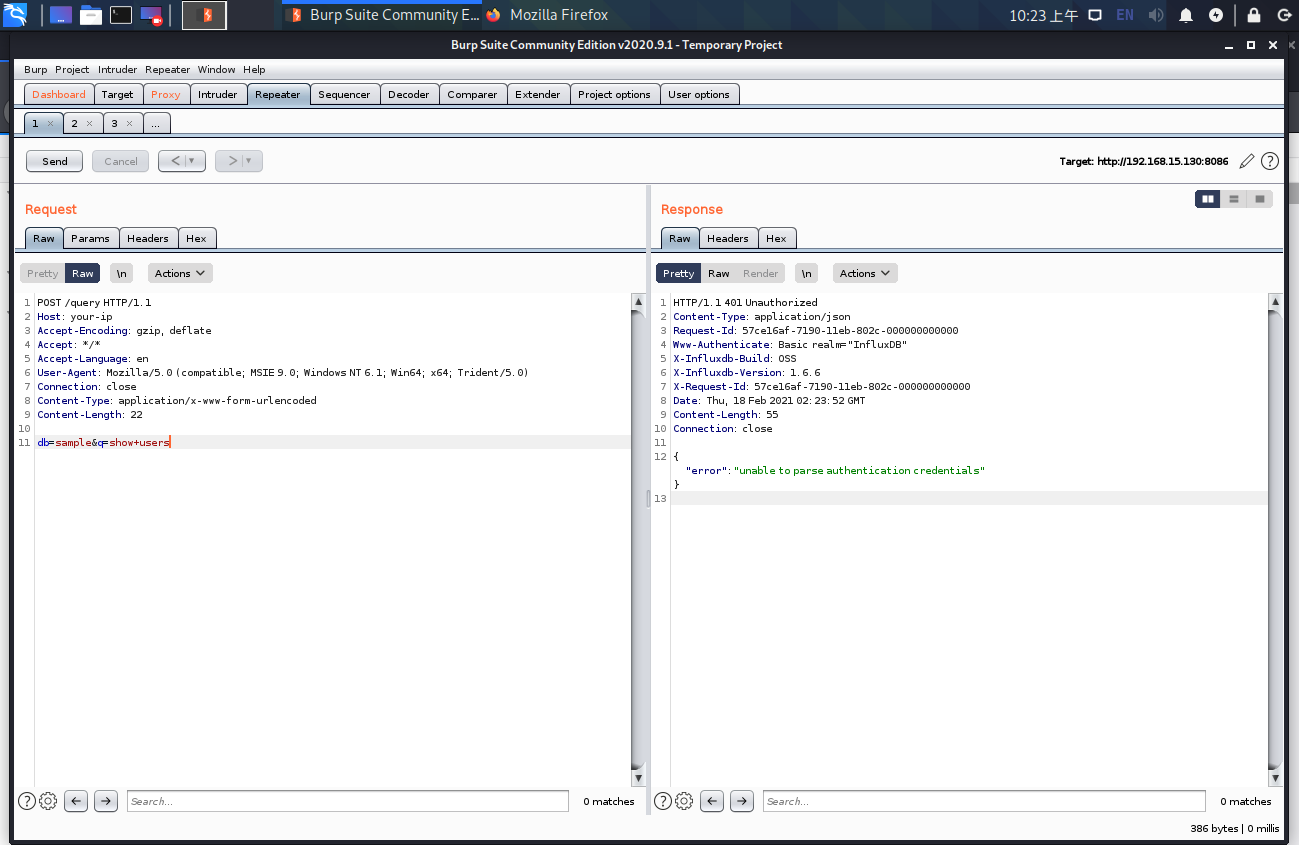 Burp Suite Community E... Mozilla Firefox 10:23 上午 EN
Burp Suite Community Edition v2020.9.1 - Temporary Project
Burp Project Intruder Repeater Window Help
Dashboard Target Proxy Intruder Repeater Sequencer Decoder Comparer Extender Project options User options
1 × 2 × 3 × ...
Send Cancel < > Target: http://192.168.15.130:8086 ?
Request
Raw Params Headers Hex
Pretty Raw \n Actions
1 POST /query HTTP/1.1
2 Host: your-ip
3 Accept-Encoding: gzip, deflate
4 Accept: */*
5 Accept-Language: en
6 User-Agent: Mozilla/5.0 (compatible; MSIE 9.0; Windows NT 6.1; Win64; x64; Trident/5.0)
7 Connection: close
8 Content-Type: application/x-www-form-urlencoded
9 Content-Length: 22
10
11 db=sample&q=show+users
? Search... 0 matches
Response
Raw Headers Hex
Pretty Raw Render \n Actions
1 HTTP/1.1 401 Unauthorized
2 Content-Type: application/json
3 Request-Id: 57ce16af-7190-11eb-802c-000000000000
4 Www-Authenticate: Basic realm="InfluxDB"
5 X-Influxdb-Build: OSS
6 X-Influxdb-Version: 1.6.6
7 X-Request-Id: 57ce16af-7190-11eb-802c-000000000000
8 Date: Thu, 18 Feb 2021 02:23:52 GMT
9 Content-Length: 55
10 Connection: close
11
12 {
"error":"unable to parse authentication credentials"
}
13
? Search... 0 matches
386 bytes | 0 millis